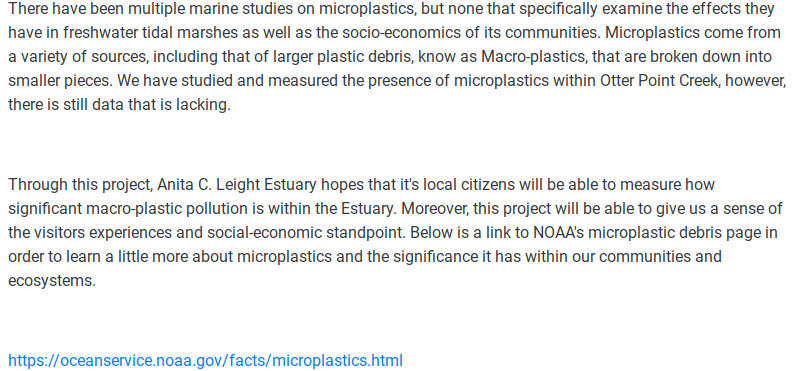 There have been multiple marine studies on microplastics, but none that specifically examine the effects they
have in freshwater tidal marshes as well as the socio-economics of its communities. Microplastics come from
a variety of sources, including that of larger plastic debris, know as Macro-plastics, that are broken down into
smaller pieces. We have studied and measured the presence of microplastics within Otter Point Creek, however,
there is still data that is lacking.
Through this project, Anita C. Leight Estuary hopes that it's local citizens will be able to measure how
significant macro-plastic pollution is within the Estuary. Moreover, this project will be able to give us a sense of
the visitors experiences and social-economic standpoint. Below is a link to NOAA's microplastic debris page in
order to learn a little more about microplastics and the significance it has within our communities and
ecosystems.
https://oceanservice.noaa.gov/facts/microplastics.html